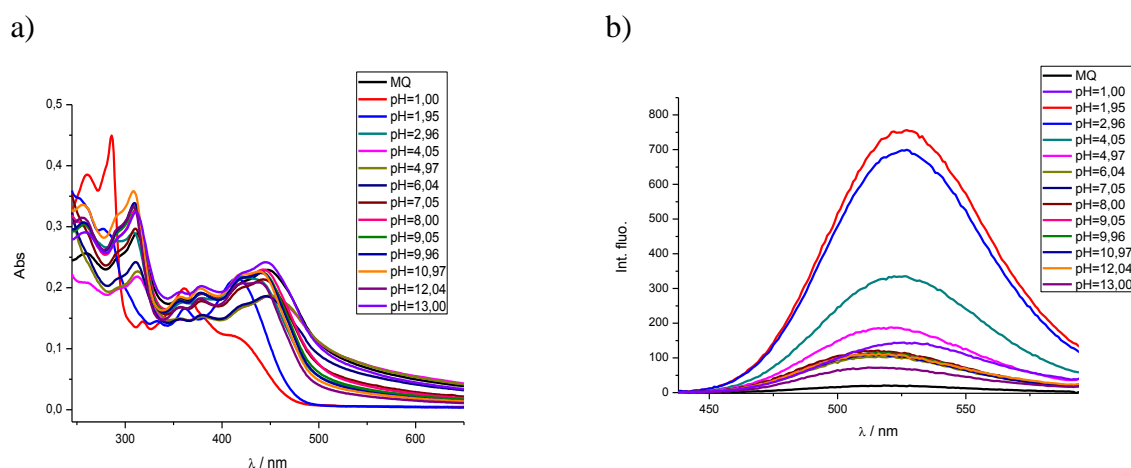 a)
b)
MQ
pH=1,00
pH=1,95
pH=2,96
pH=4,05
pH=4,97
pH=6,04
pH=7,05
pH=8,00
pH=9,05
pH=9,96
pH=10,97
pH=12,04
pH=13,00
0,5
0,4
0,3
0,2
0,1
0,0
Abs
300 400 500 600
λ / nm
MQ
pH=1,00
pH=1,95
pH=2,96
pH=4,05
pH=4,97
pH=6,04
pH=7,05
pH=8,00
pH=9,05
pH=9,96
pH=10,97
pH=12,04
pH=13,00
800
700
600
500
400
300
200
100
0
Int. fluo.
450 500 550
λ / nm